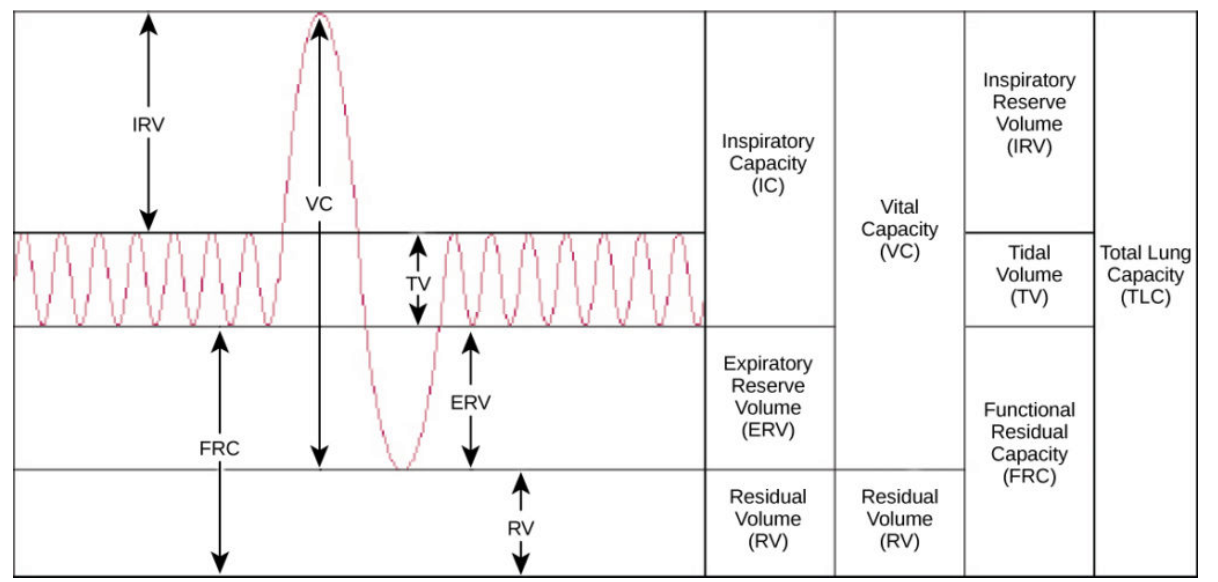 IRV
VC
TV
ERV
FRC
RV
Inspiratory
Capacity
(IC)
Expiratory
Reserve
Volume
(ERV)
Residual
Volume
(RV)
Vital
Capacity
(VC)
Residual
Volume
(RV)
Inspiratory
Reserve
Volume
(IRV)
Tidal
Volume
(TV)
Functional
Residual
Capacity
(FRC)
Total Lung
Capacity
(TLC)